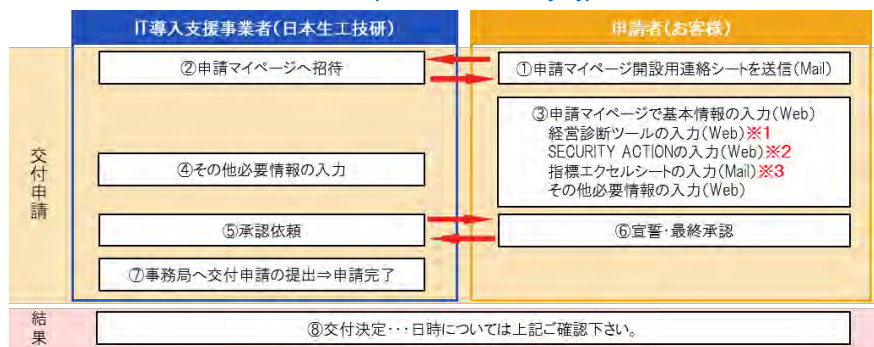 IT導入支援事業者(日本生工技研)
申請者(お客様)
交付申請
②申請マイページへ招待
①申請マイページ開設用連絡シートを送信(Mail)
③申請マイページで基本情報の入力(Web)
経営診断ツールの入力(Web)※1
SECURITY ACTIONの入力(Web)※2
指標エクセルシートの入力(Mail)※3
その他必要情報の入力(Web)
④その他必要情報の入力
⑤承認依頼
⑥宣誓・最終承認
⑦事務局へ交付申請の提出⇒申請完了
結果
⑧交付決定・・・日時については上記ご確認下さい。